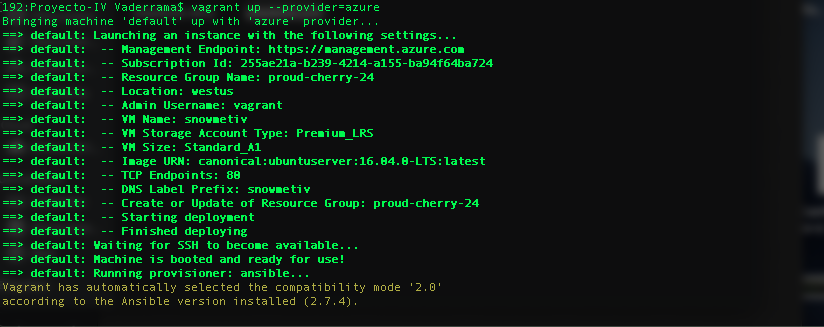 192:Proyecto-IV Vaderrama$ vagrant up --provider=azure
Bringing machine 'default' up with 'azure' provider...
==> default: Launching an instance with the following settings...
==> default:  -- Management Endpoint: https://management.azure.com
==> default:  -- Subscription Id: 255ae21a-b239-4214-a155-ba94f64ba724
==> default:  -- Resource Group Name: proud-cherry-24
==> default:  -- Location: westus
==> default:  -- Admin Username: vagrant
==> default:  -- VM Name: snovmetiv
==> default:  -- VM Storage Account Type: Premium_LRS
==> default:  -- VM Size: Standard_A1
==> default:  -- Image URN: canonical:ubuntuserver:16.04.0-LTS:latest
==> default:  -- TCP Endpoints: 80
==> default:  -- DNS Label Prefix: snovmetiv
==> default:  -- Create or Update of Resource Group: proud-cherry-24
==> default:  -- Starting deployment
==> default:  -- Finished deploying
==> default: Waiting for SSH to become available...
==> default: Machine is booted and ready for use!
==> default: Running provisioner: ansible...
Vagrant has automatically selected the compatibility mode '2.0'
according to the Ansible version installed (2.7.4).